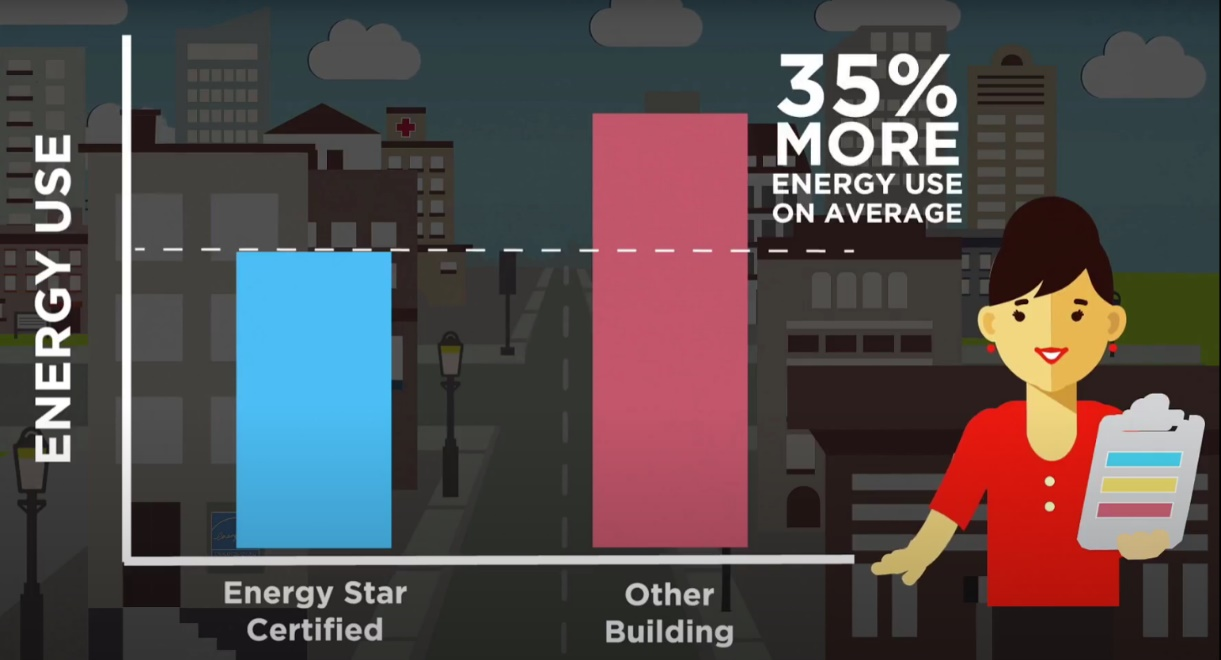 35%
MORE
ENERGY USE
ON AVERAGE
ENERGY USE
Energy Star
Certified
Other
Building